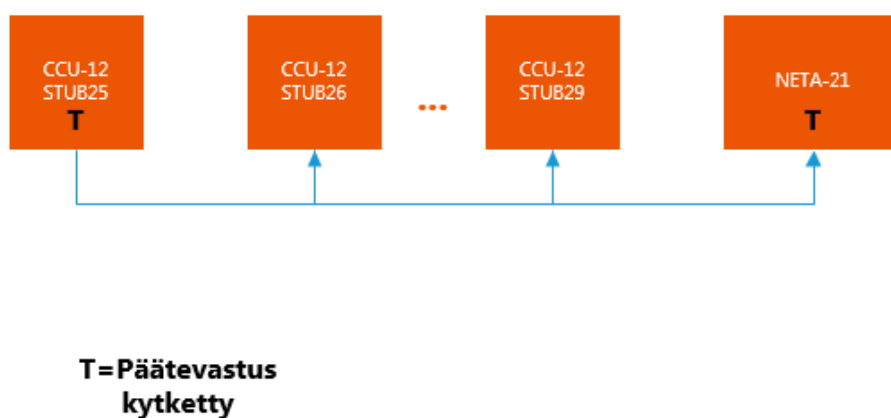 CCU-12
STUB25
T
CCU-12
STUB26
...
CCU-12
STUB29
NETA-21
T
T=Päätevastus
kytketty